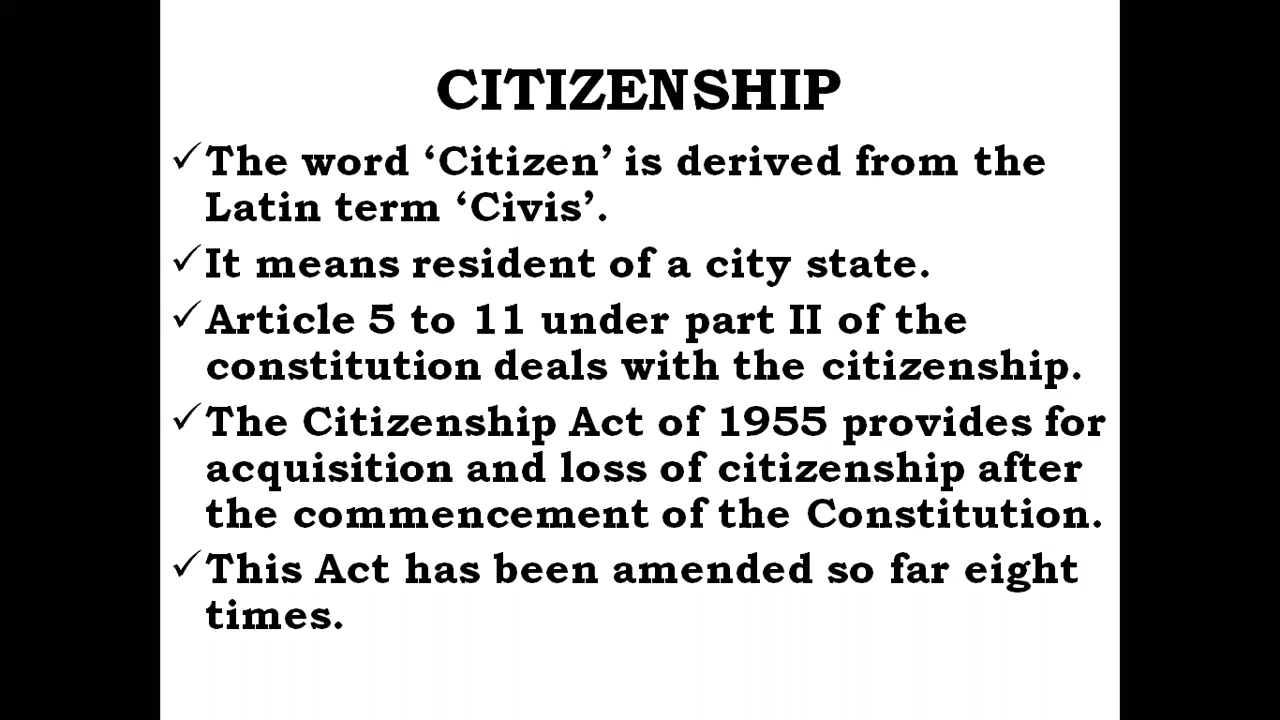 CITIZENSHIP
✓The word ‘Citizen’ is derived from the
Latin term ‘Civis’.
✓It means resident of a city state.
✓Article 5 to 11 under part II of the
constitution deals with the citizenship.
✓The Citizenship Act of 1955 provides for
acquisition and loss of citizenship after
the commencement of the Constitution.
✓This Act has been amended so far eight
times.